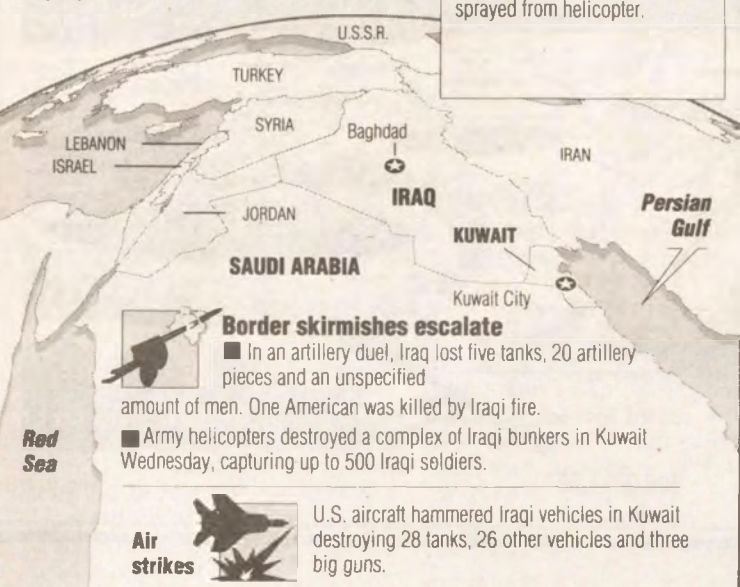 sprayed from helicopter.
U.S.S.R.
TURKEY
SYRIA
LEBANON
ISRAEL
Baghdad
IRAN
IRAQ
JORDAN
Persian
Gulf
KUWAIT
SAUDI ARABIA
Kuwait City
Border skirmishes escalate
■ In an artillery duel, Iraq lost five tanks, 20 artillery
pieces and an unspecified
amount of men. One American was killed by Iraqi fire.
Red
Sea
■ Army helicopters destroyed a complex of Iraqi bunkers in Kuwait
Wednesday, capturing up to 500 Iraqi soldiers.
Air
strikes
U.S. aircraft hammered Iraqi vehicles in Kuwait
destroying 28 tanks, 26 other vehicles and three
big guns.